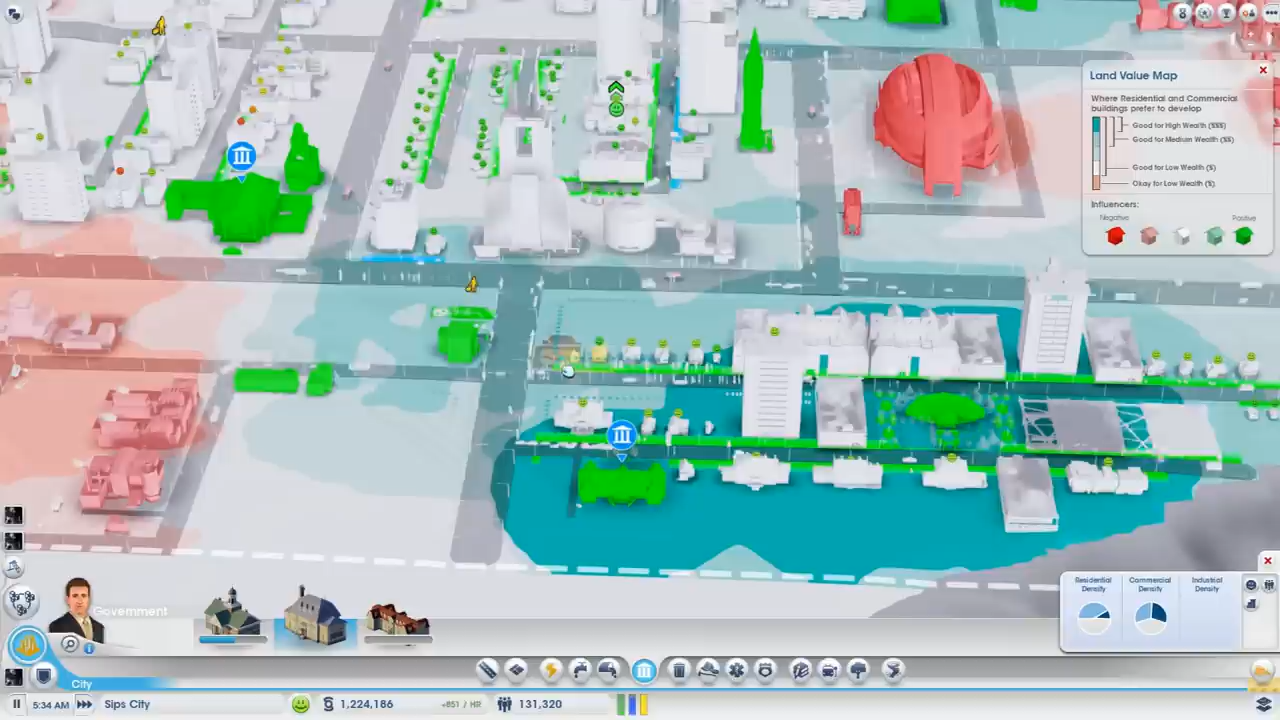 Land Value Map
Where Residential and Commercial
buildings prefer to develop
Good for High Wealth ($$$)
Good for Medium Wealth ($$)
Good for Low Wealth ($)
Okay for Low Wealth ($)
Influencers:
Negative
Positive
Residential
Density
Commercial
Density
Industrial
Density
Government
City
5:34 AM
Sips City
1,224,186
+851 / HR
131,320